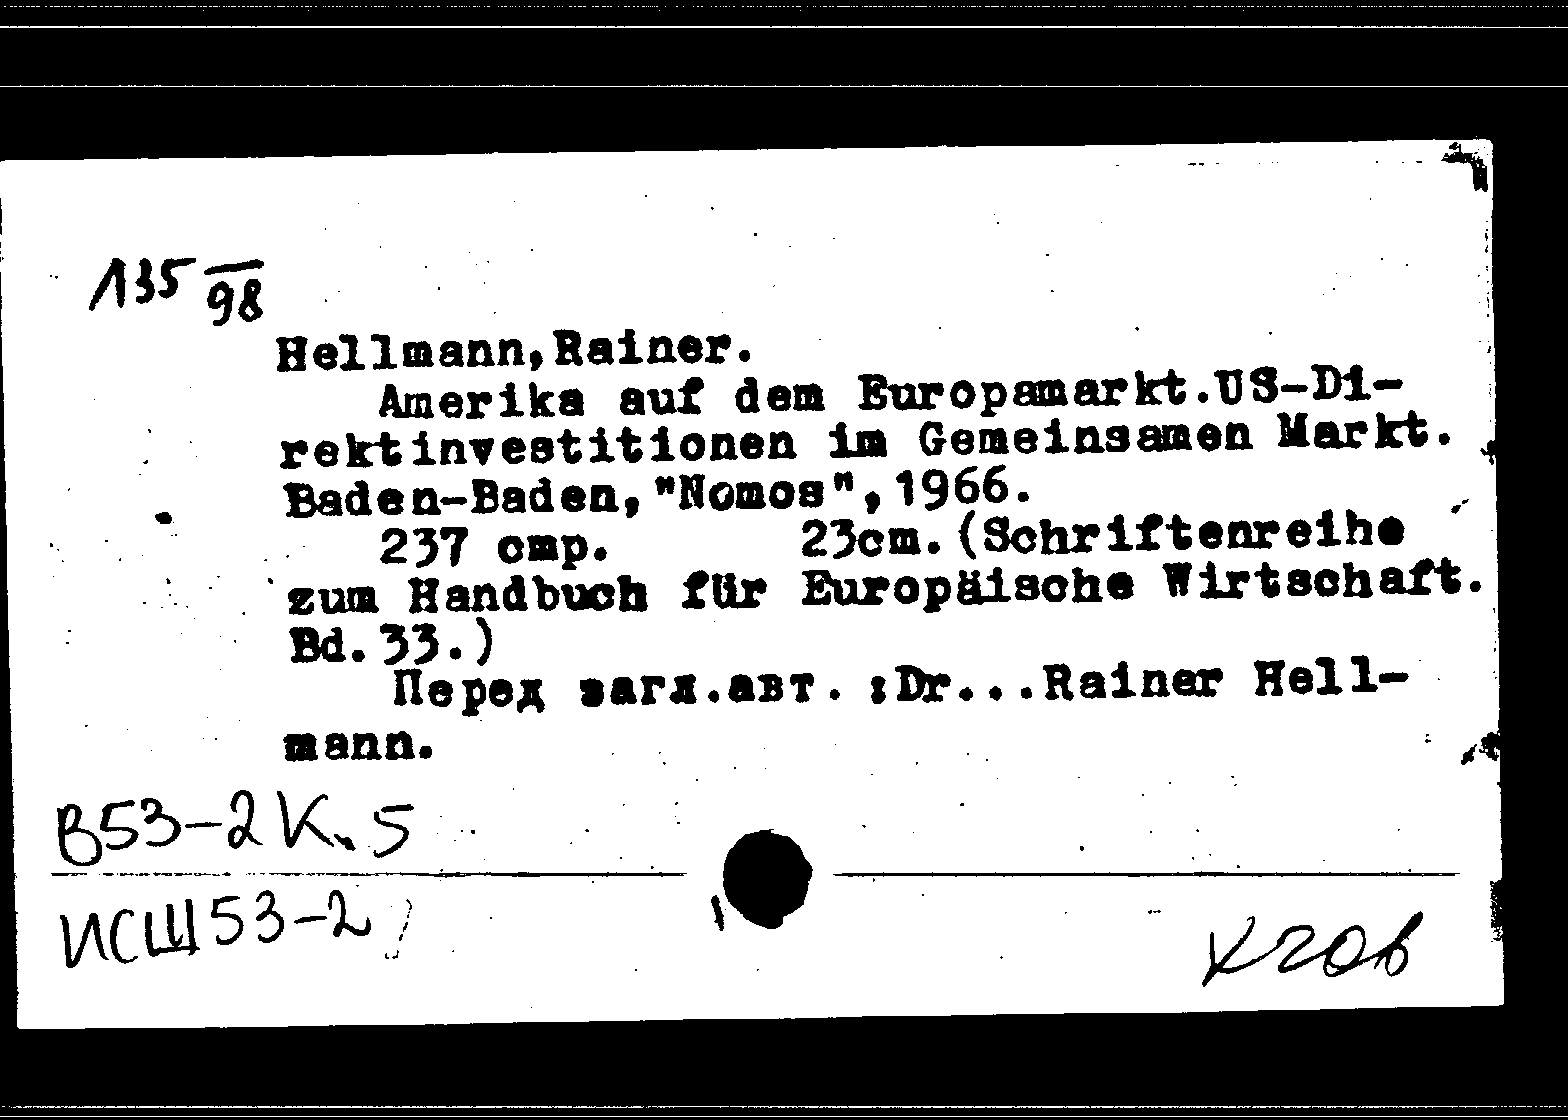 135 98
Hellmann,Rainer.
Amerika auf dem Europamarkt.US-Di-
rektinvestitionen im Gemeinsamen Markt.
Baden-Baden,"Nomos",1966.
237 стр. 23cm.(Schriftenreihe
zum Handbuch für Europäische Wirtschaft.
Bd.33.)
Перед загл.авт.:Dr...Rainer Hell-
mann.
В53-2 К.5
ИСШ53-2